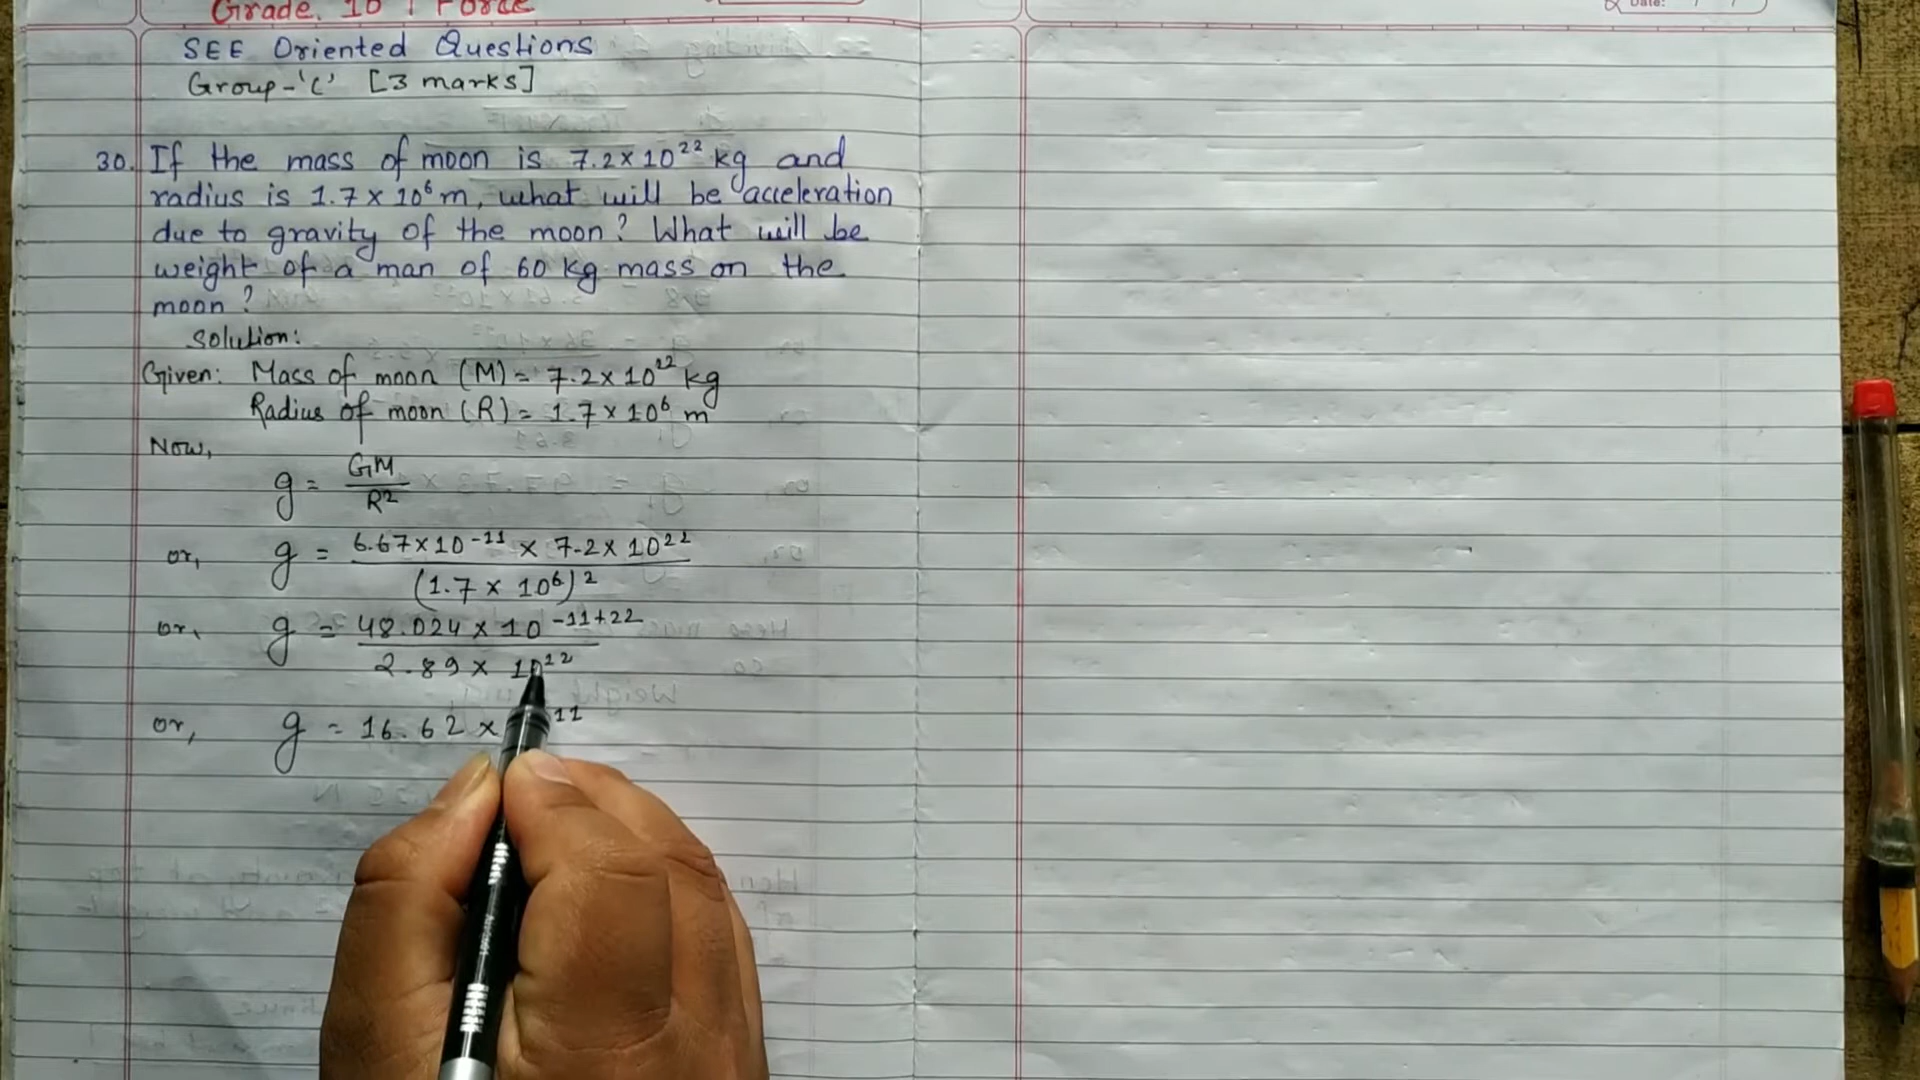 Grade. 10 : Force
Date:
SEE Oriented Questions
Group-'C' [3 marks]
30. If the mass of moon is 7.2 × 10²² kg and
radius is 1.7 × 10⁶ m, what will be acceleration
due to gravity of the moon? What will be
weight of a man of 60 kg mass on the
moon?
Solution:
Given: Mass of moon (M) = 7.2 × 10²² kg
Radius of moon (R) = 1.7 × 10⁶ m
Now,
g = GM
R²
or, g = 6.67 × 10⁻¹¹ × 7.2 × 10²²
(1.7 × 10⁶)²
or, g = 48.024 × 10⁻¹¹⁺²²
2.89 × 10¹²
or, g = 16.62 × ¹¹